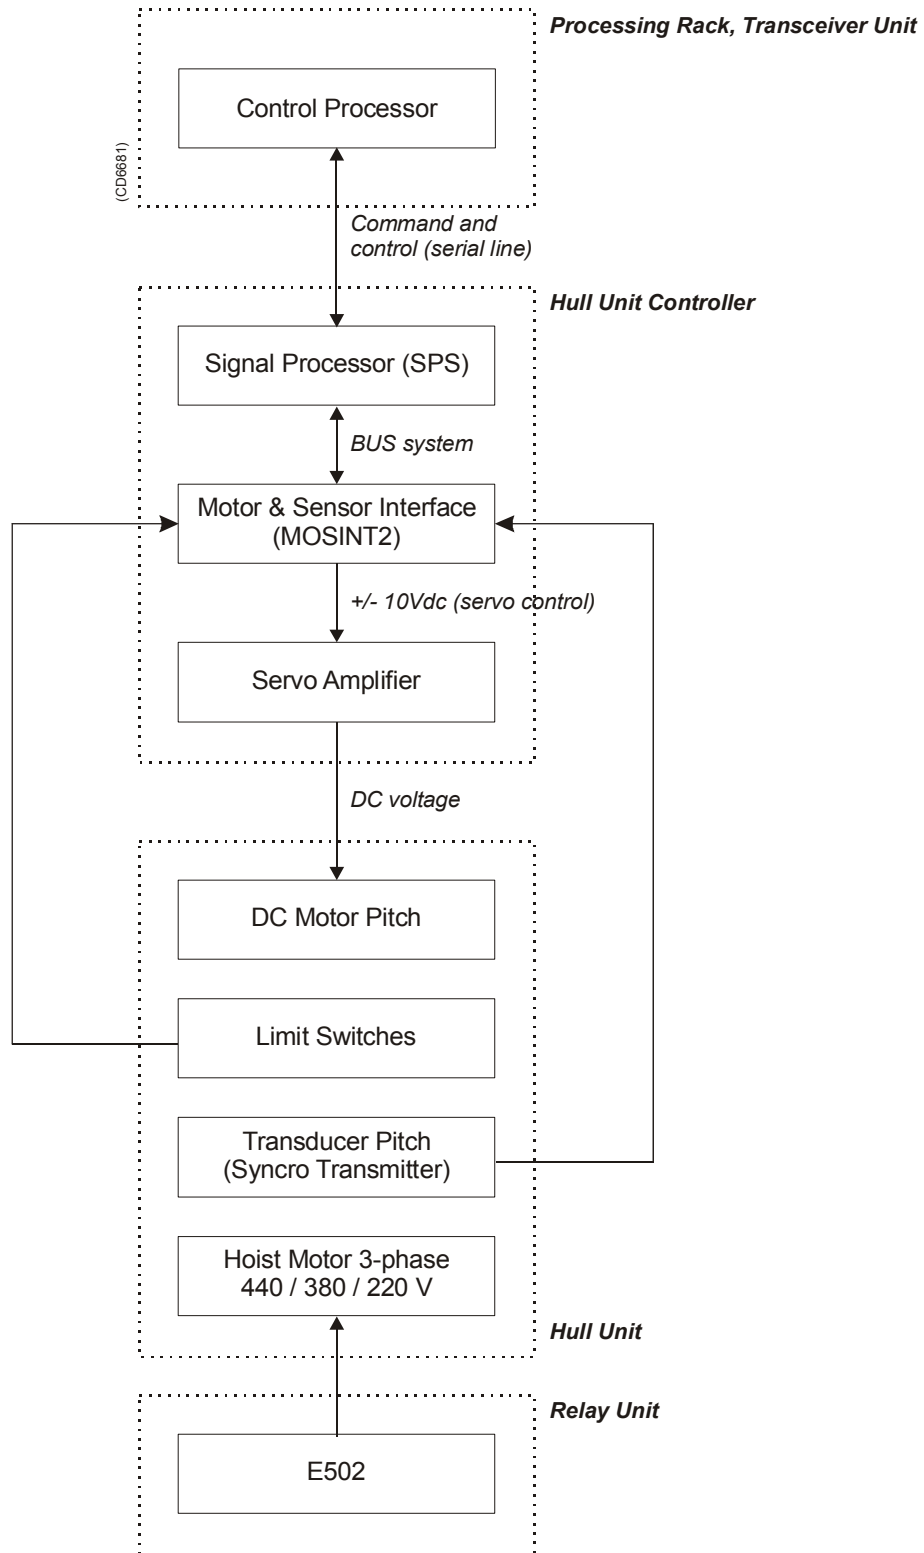 Processing Rack, Transceiver Unit
Control Processor
(CD6681)
Command and
control (serial line)
Hull Unit Controller
Signal Processor (SPS)
BUS system
Motor & Sensor Interface
(MOSINT2)
+/- 10Vdc (servo control)
Servo Amplifier
DC voltage
DC Motor Pitch
Limit Switches
Transducer Pitch
(Syncro Transmitter)
Hoist Motor 3-phase
440 / 380 / 220 V
Hull Unit
Relay Unit
E502